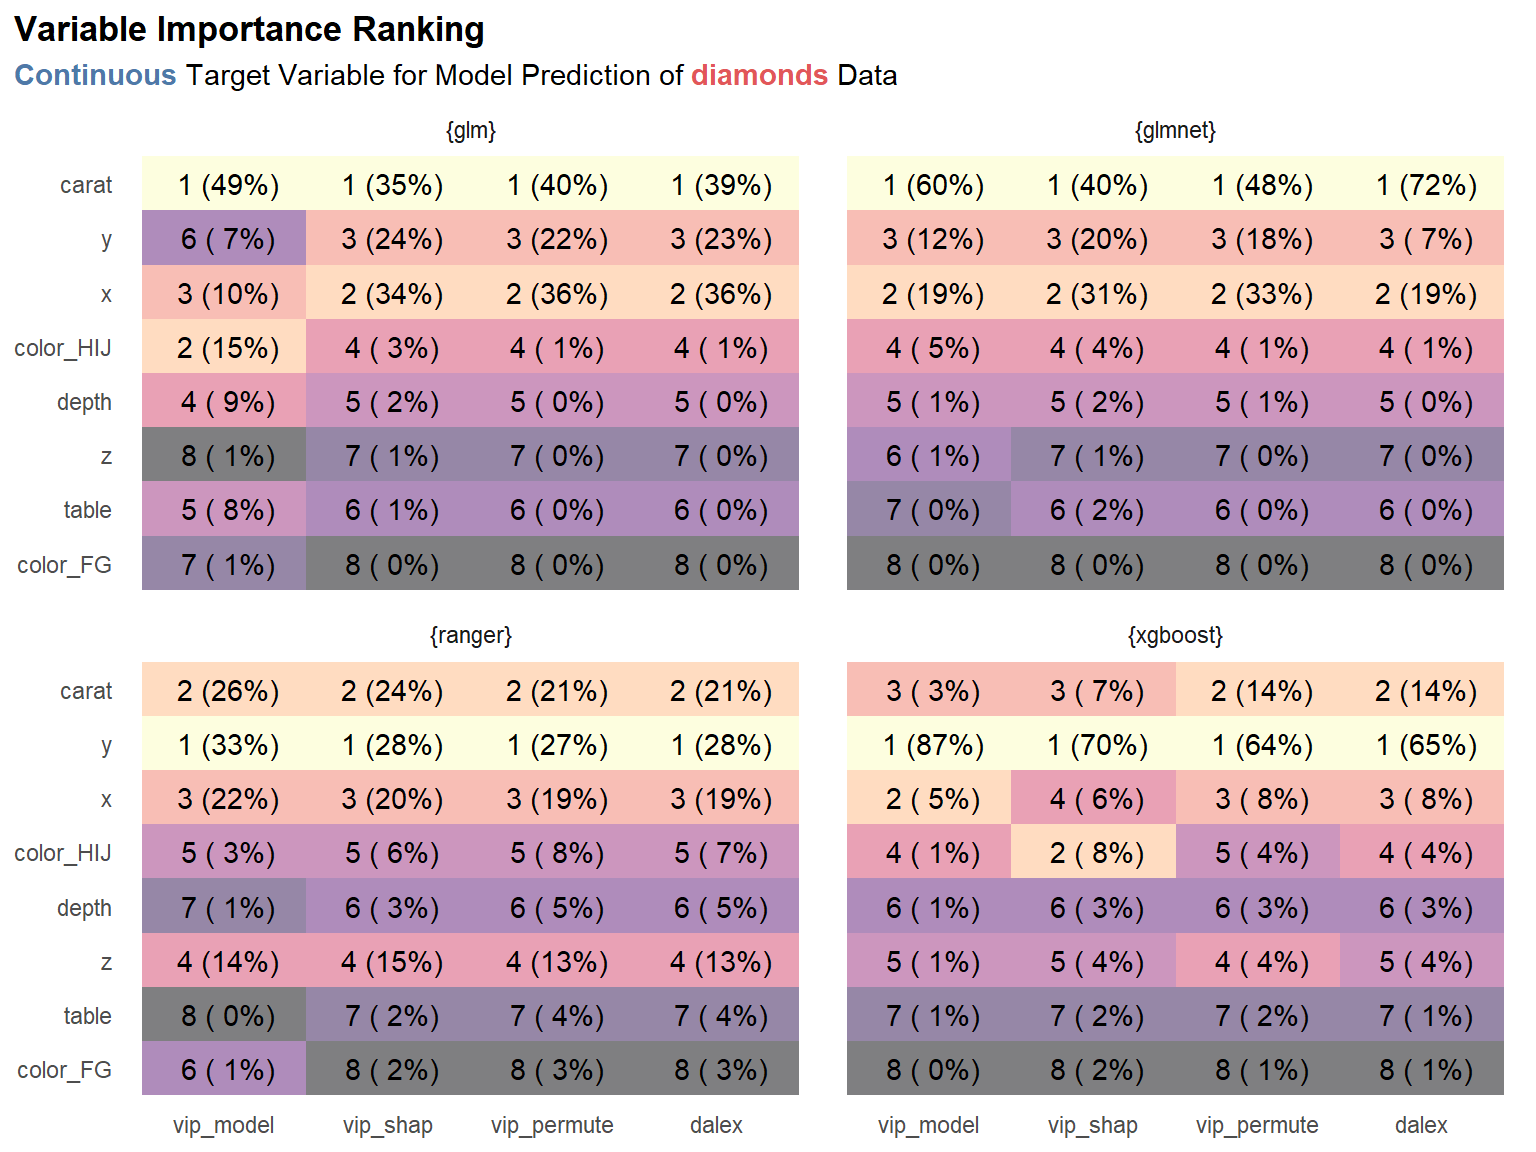 Variable Importance Ranking
Continuous Target Variable for Model Prediction of diamonds Data
{glm} {glmnet}
carat 1 (49%) 1 (35%) 1 (40%) 1 (39%) 1 (60%) 1 (40%) 1 (48%) 1 (72%)
y 6 ( 7%) 3 (24%) 3 (22%) 3 (23%) 3 (12%) 3 (20%) 3 (18%) 3 ( 7%)
x 3 (10%) 2 (34%) 2 (36%) 2 (36%) 2 (19%) 2 (31%) 2 (33%) 2 (19%)
color_HIJ 2 (15%) 4 ( 3%) 4 ( 1%) 4 ( 1%) 4 ( 5%) 4 ( 4%) 4 ( 1%) 4 ( 1%)
depth 4 ( 9%) 5 ( 2%) 5 ( 0%) 5 ( 0%) 5 ( 1%) 5 ( 2%) 5 ( 1%) 5 ( 0%)
z 8 ( 1%) 7 ( 1%) 7 ( 0%) 7 ( 0%) 6 ( 1%) 7 ( 1%) 7 ( 0%) 7 ( 0%)
table 5 ( 8%) 6 ( 1%) 6 ( 0%) 6 ( 0%) 7 ( 0%) 6 ( 2%) 6 ( 0%) 6 ( 0%)
color_FG 7 ( 1%) 8 ( 0%) 8 ( 0%) 8 ( 0%) 8 ( 0%) 8 ( 0%) 8 ( 0%) 8 ( 0%)
{ranger} {xgboost}
carat 2 (26%) 2 (24%) 2 (21%) 2 (21%) 3 ( 3%) 3 ( 7%) 2 (14%) 2 (14%)
y 1 (33%) 1 (28%) 1 (27%) 1 (28%) 1 (87%) 1 (70%) 1 (64%) 1 (65%)
x 3 (22%) 3 (20%) 3 (19%) 3 (19%) 2 ( 5%) 4 ( 6%) 3 ( 8%) 3 ( 8%)
color_HIJ 5 ( 3%) 5 ( 6%) 5 ( 8%) 5 ( 7%) 4 ( 1%) 2 ( 8%) 5 ( 4%) 4 ( 4%)
depth 7 ( 1%) 6 ( 3%) 6 ( 5%) 6 ( 5%) 6 ( 1%) 6 ( 3%) 6 ( 3%) 6 ( 3%)
z 4 (14%) 4 (15%) 4 (13%) 4 (13%) 5 ( 1%) 5 ( 4%) 4 ( 4%) 5 ( 4%)
table 8 ( 0%) 7 ( 2%) 7 ( 4%) 7 ( 4%) 7 ( 1%) 7 ( 2%) 7 ( 2%) 7 ( 1%)
color_FG 6 ( 1%) 8 ( 2%) 8 ( 3%) 8 ( 3%) 8 ( 0%) 8 ( 2%) 8 ( 1%) 8 ( 1%)
vip_model vip_shap vip_permute dalex vip_model vip_shap vip_permute dalex